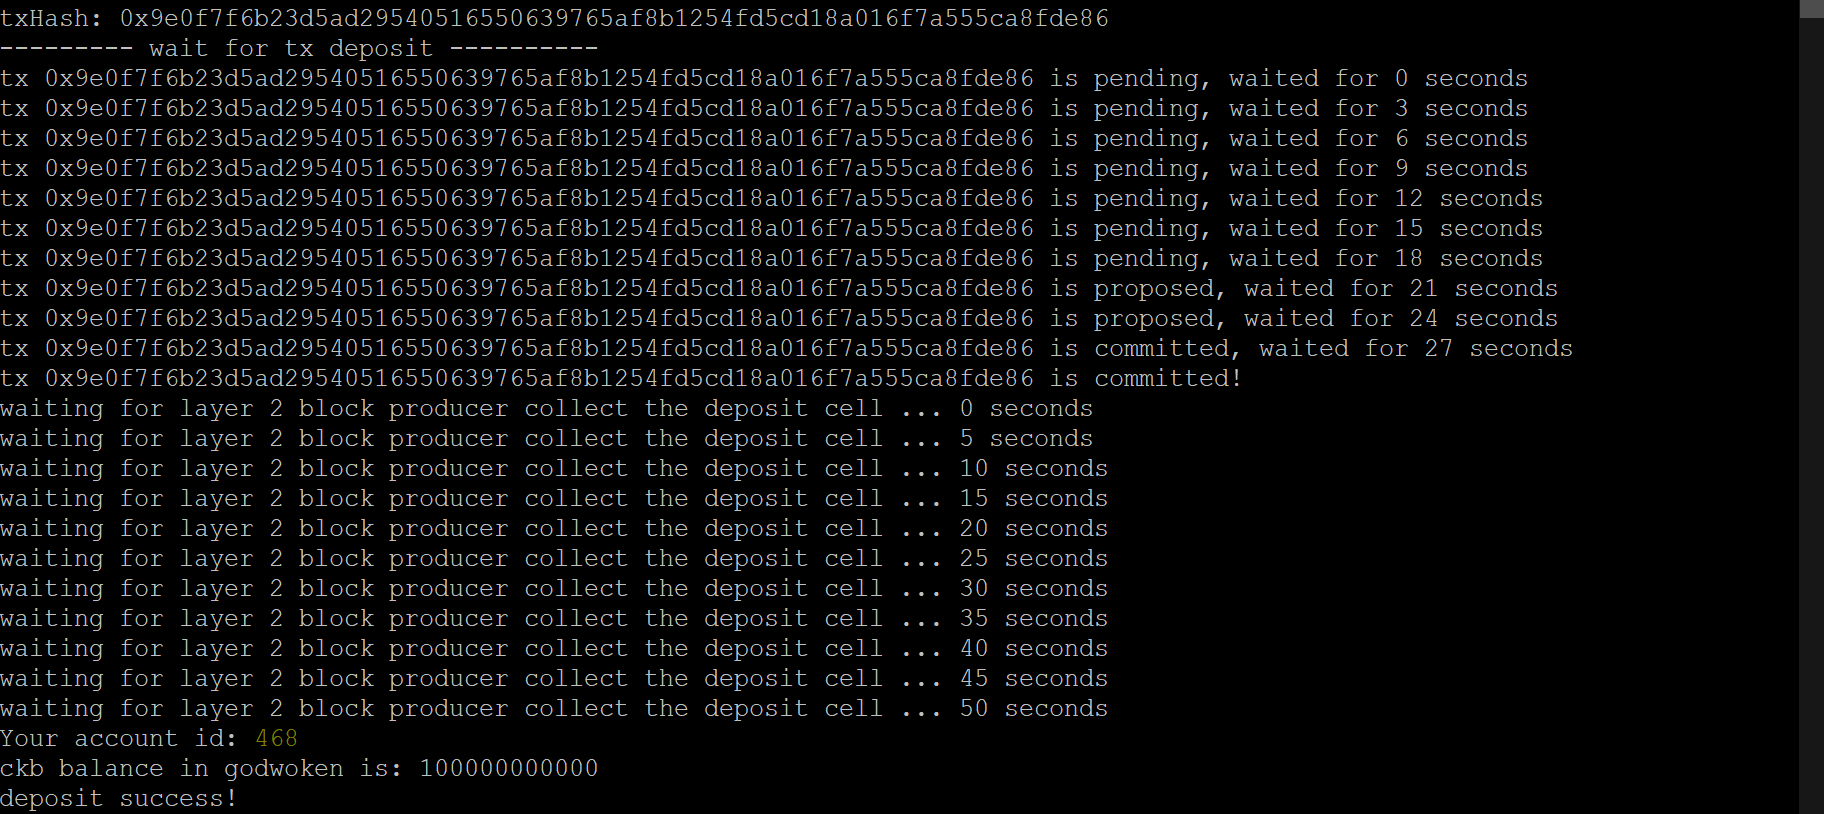 txHash: 0x9e0f7f6b23d5ad29540516550639765af8b1254fd5cd18a016f7a555ca8fde86
--------- wait for tx deposit ----------
tx 0x9e0f7f6b23d5ad29540516550639765af8b1254fd5cd18a016f7a555ca8fde86 is pending, waited for 0 seconds
tx 0x9e0f7f6b23d5ad29540516550639765af8b1254fd5cd18a016f7a555ca8fde86 is pending, waited for 3 seconds
tx 0x9e0f7f6b23d5ad29540516550639765af8b1254fd5cd18a016f7a555ca8fde86 is pending, waited for 6 seconds
tx 0x9e0f7f6b23d5ad29540516550639765af8b1254fd5cd18a016f7a555ca8fde86 is pending, waited for 9 seconds
tx 0x9e0f7f6b23d5ad29540516550639765af8b1254fd5cd18a016f7a555ca8fde86 is pending, waited for 12 seconds
tx 0x9e0f7f6b23d5ad29540516550639765af8b1254fd5cd18a016f7a555ca8fde86 is pending, waited for 15 seconds
tx 0x9e0f7f6b23d5ad29540516550639765af8b1254fd5cd18a016f7a555ca8fde86 is pending, waited for 18 seconds
tx 0x9e0f7f6b23d5ad29540516550639765af8b1254fd5cd18a016f7a555ca8fde86 is proposed, waited for 21 seconds
tx 0x9e0f7f6b23d5ad29540516550639765af8b1254fd5cd18a016f7a555ca8fde86 is proposed, waited for 24 seconds
tx 0x9e0f7f6b23d5ad29540516550639765af8b1254fd5cd18a016f7a555ca8fde86 is committed, waited for 27 seconds
tx 0x9e0f7f6b23d5ad29540516550639765af8b1254fd5cd18a016f7a555ca8fde86 is committed!
waiting for layer 2 block producer collect the deposit cell ... 0 seconds
waiting for layer 2 block producer collect the deposit cell ... 5 seconds
waiting for layer 2 block producer collect the deposit cell ... 10 seconds
waiting for layer 2 block producer collect the deposit cell ... 15 seconds
waiting for layer 2 block producer collect the deposit cell ... 20 seconds
waiting for layer 2 block producer collect the deposit cell ... 25 seconds
waiting for layer 2 block producer collect the deposit cell ... 30 seconds
waiting for layer 2 block producer collect the deposit cell ... 35 seconds
waiting for layer 2 block producer collect the deposit cell ... 40 seconds
waiting for layer 2 block producer collect the deposit cell ... 45 seconds
waiting for layer 2 block producer collect the deposit cell ... 50 seconds
Your account id: 468
ckb balance in godwoken is: 100000000000
deposit success!